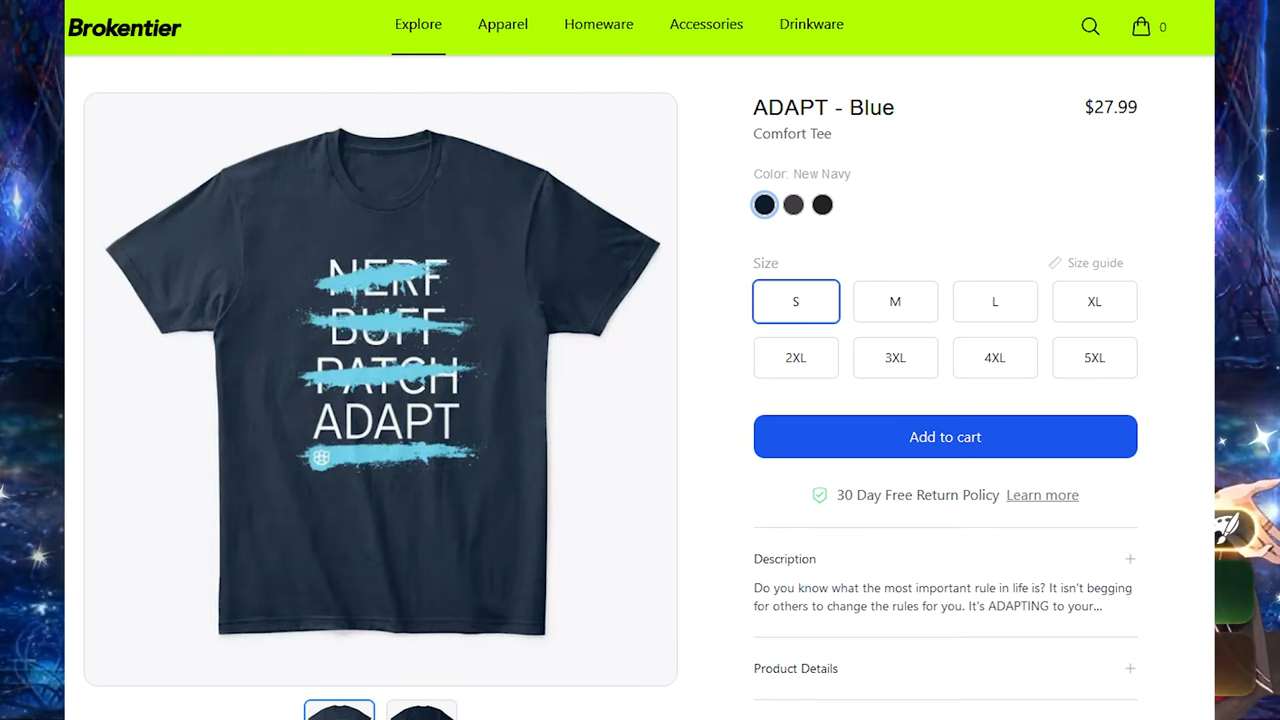 Brokentier
Explore
Apparel
Homeware
Accessories
Drinkware
0
NERF
BUFF
PATCH
ADAPT
ADAPT - Blue
$27.99
Comfort Tee
Color: New Navy
Size
Size guide
S
M
L
XL
2XL
3XL
4XL
5XL
Add to cart
30 Day Free Return Policy Learn more
Description
Do you know what the most important rule in life is? It isn't begging
for others to change the rules for you. It's ADAPTING to your...
Product Details